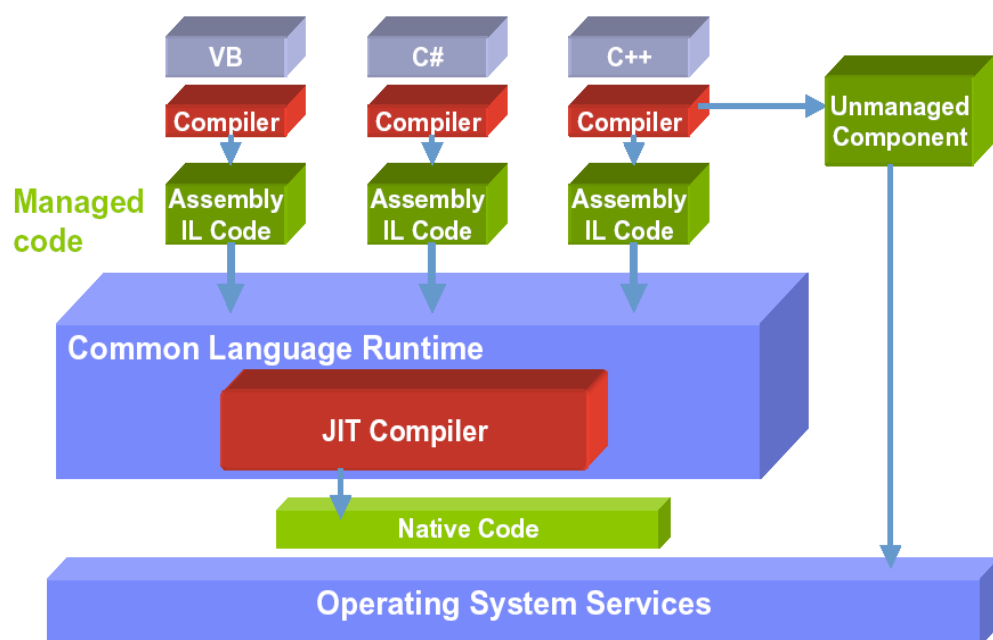 VB
C#
C++
Compiler
Compiler
Compiler
Unmanaged
Component
Managed
code
Assembly
IL Code
Assembly
IL Code
Assembly
IL Code
Common Language Runtime
JIT Compiler
Native Code
Operating System Services